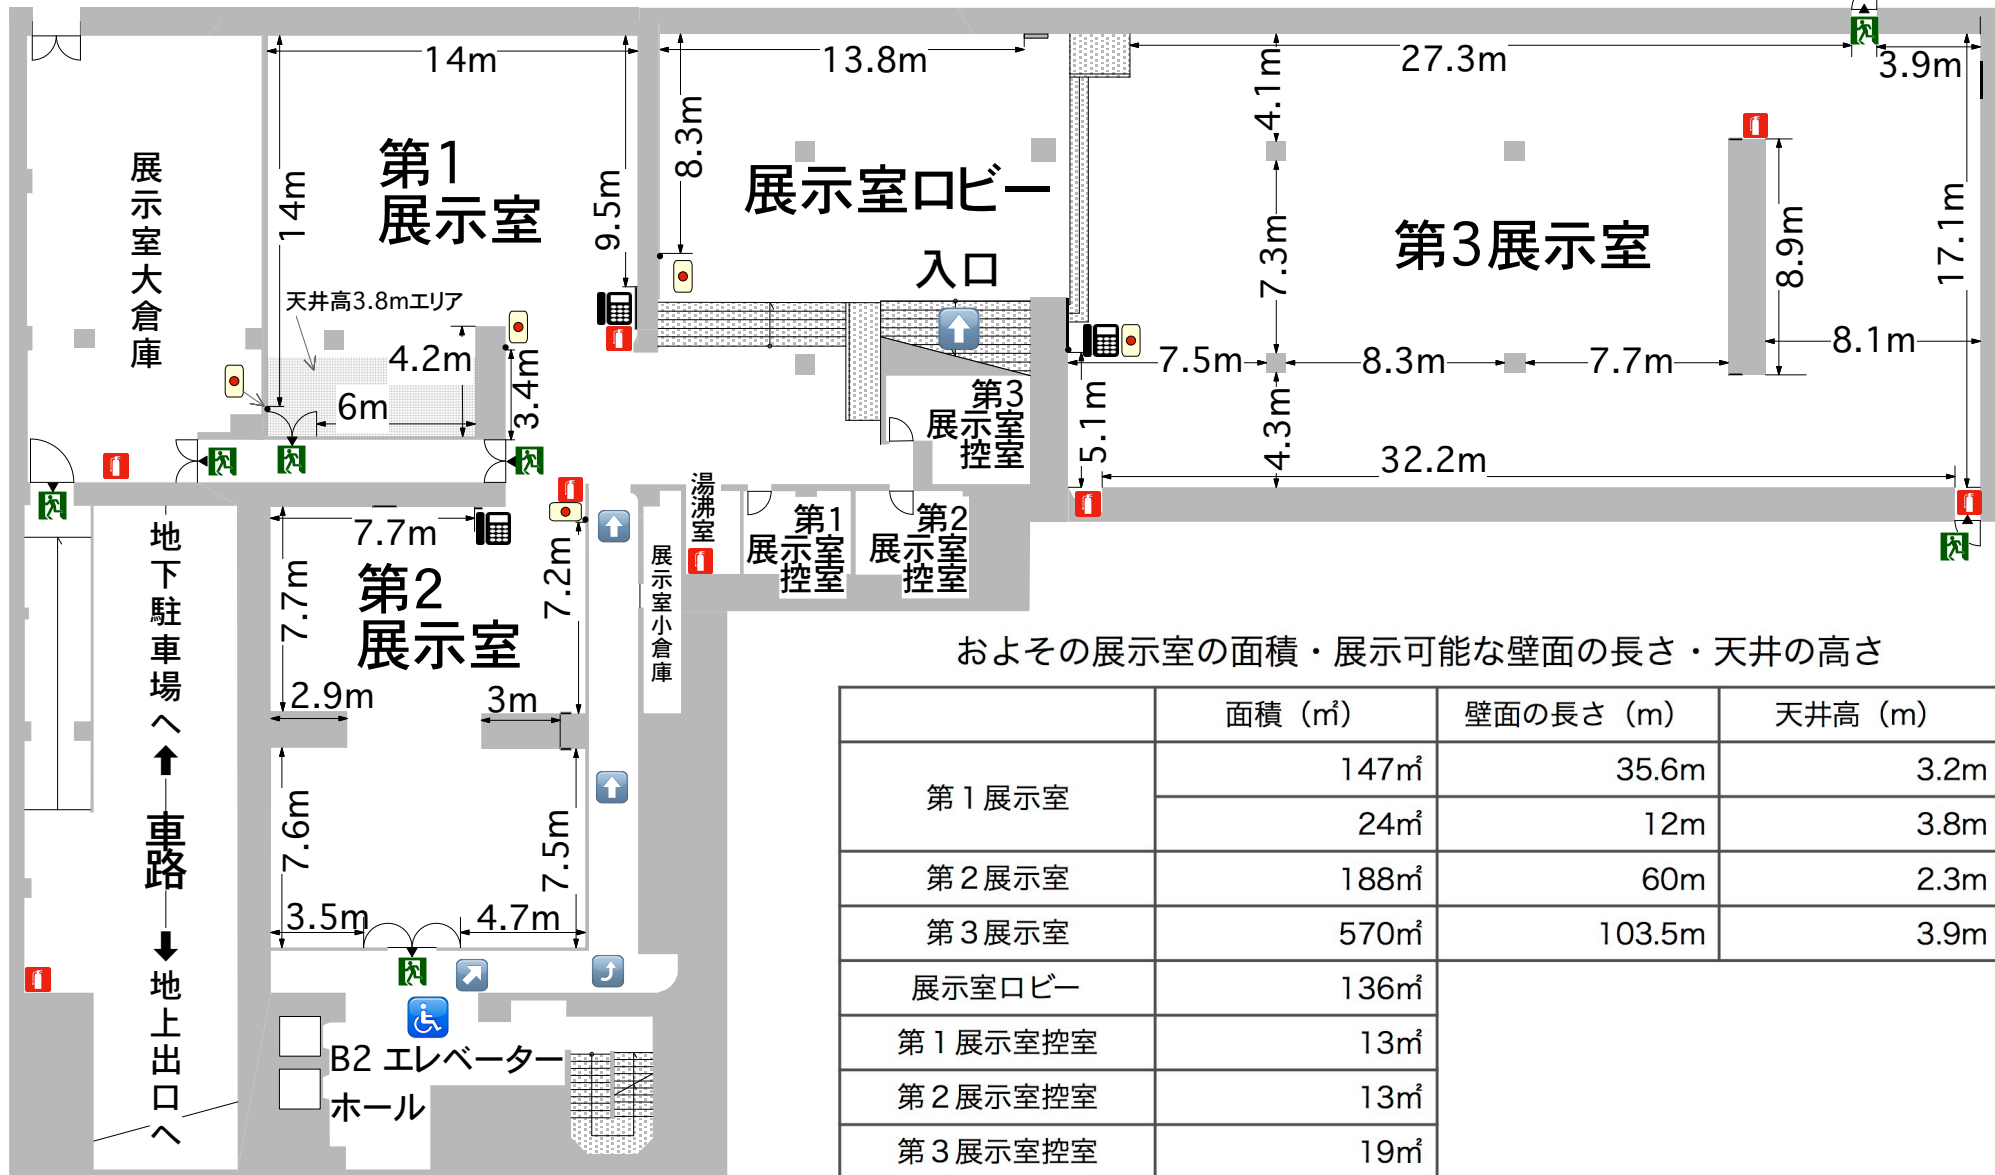 14m
13.8m
27.3m
3.9m
4.1m
展示室大倉庫
第1
展示室
14m
9.5m
8.3m
展示室ロビー
入口
7.3m
第3展示室
8.9m
17.1m
天井高3.8mエリア
4.2m
6m
3.4m
7.5m
8.3m
7.7m
8.1m
第3
展示室
控室
5.1m
4.3m
32.2m
湯沸室
第1
展示室
控室
第2
展示室
控室
展示室小倉庫
7.7m
7.7m
第2
展示室
7.2m
2.9m
3m
7.6m
7.5m
3.5m
4.7m
地下駐車場へ
車路
地上出口へ
B2 エレベーター
ホール
およその展示室の面積・展示可能な壁面の長さ・天井の高さ
面積（㎡） 壁面の長さ（m） 天井高（m）
第１展示室 147㎡ 35.6m 3.2m
24㎡ 12m 3.8m
第２展示室 188㎡ 60m 2.3m
第３展示室 570㎡ 103.5m 3.9m
展示室ロビー 136㎡
第１展示室控室 13㎡
第２展示室控室 13㎡
第３展示室控室 19㎡